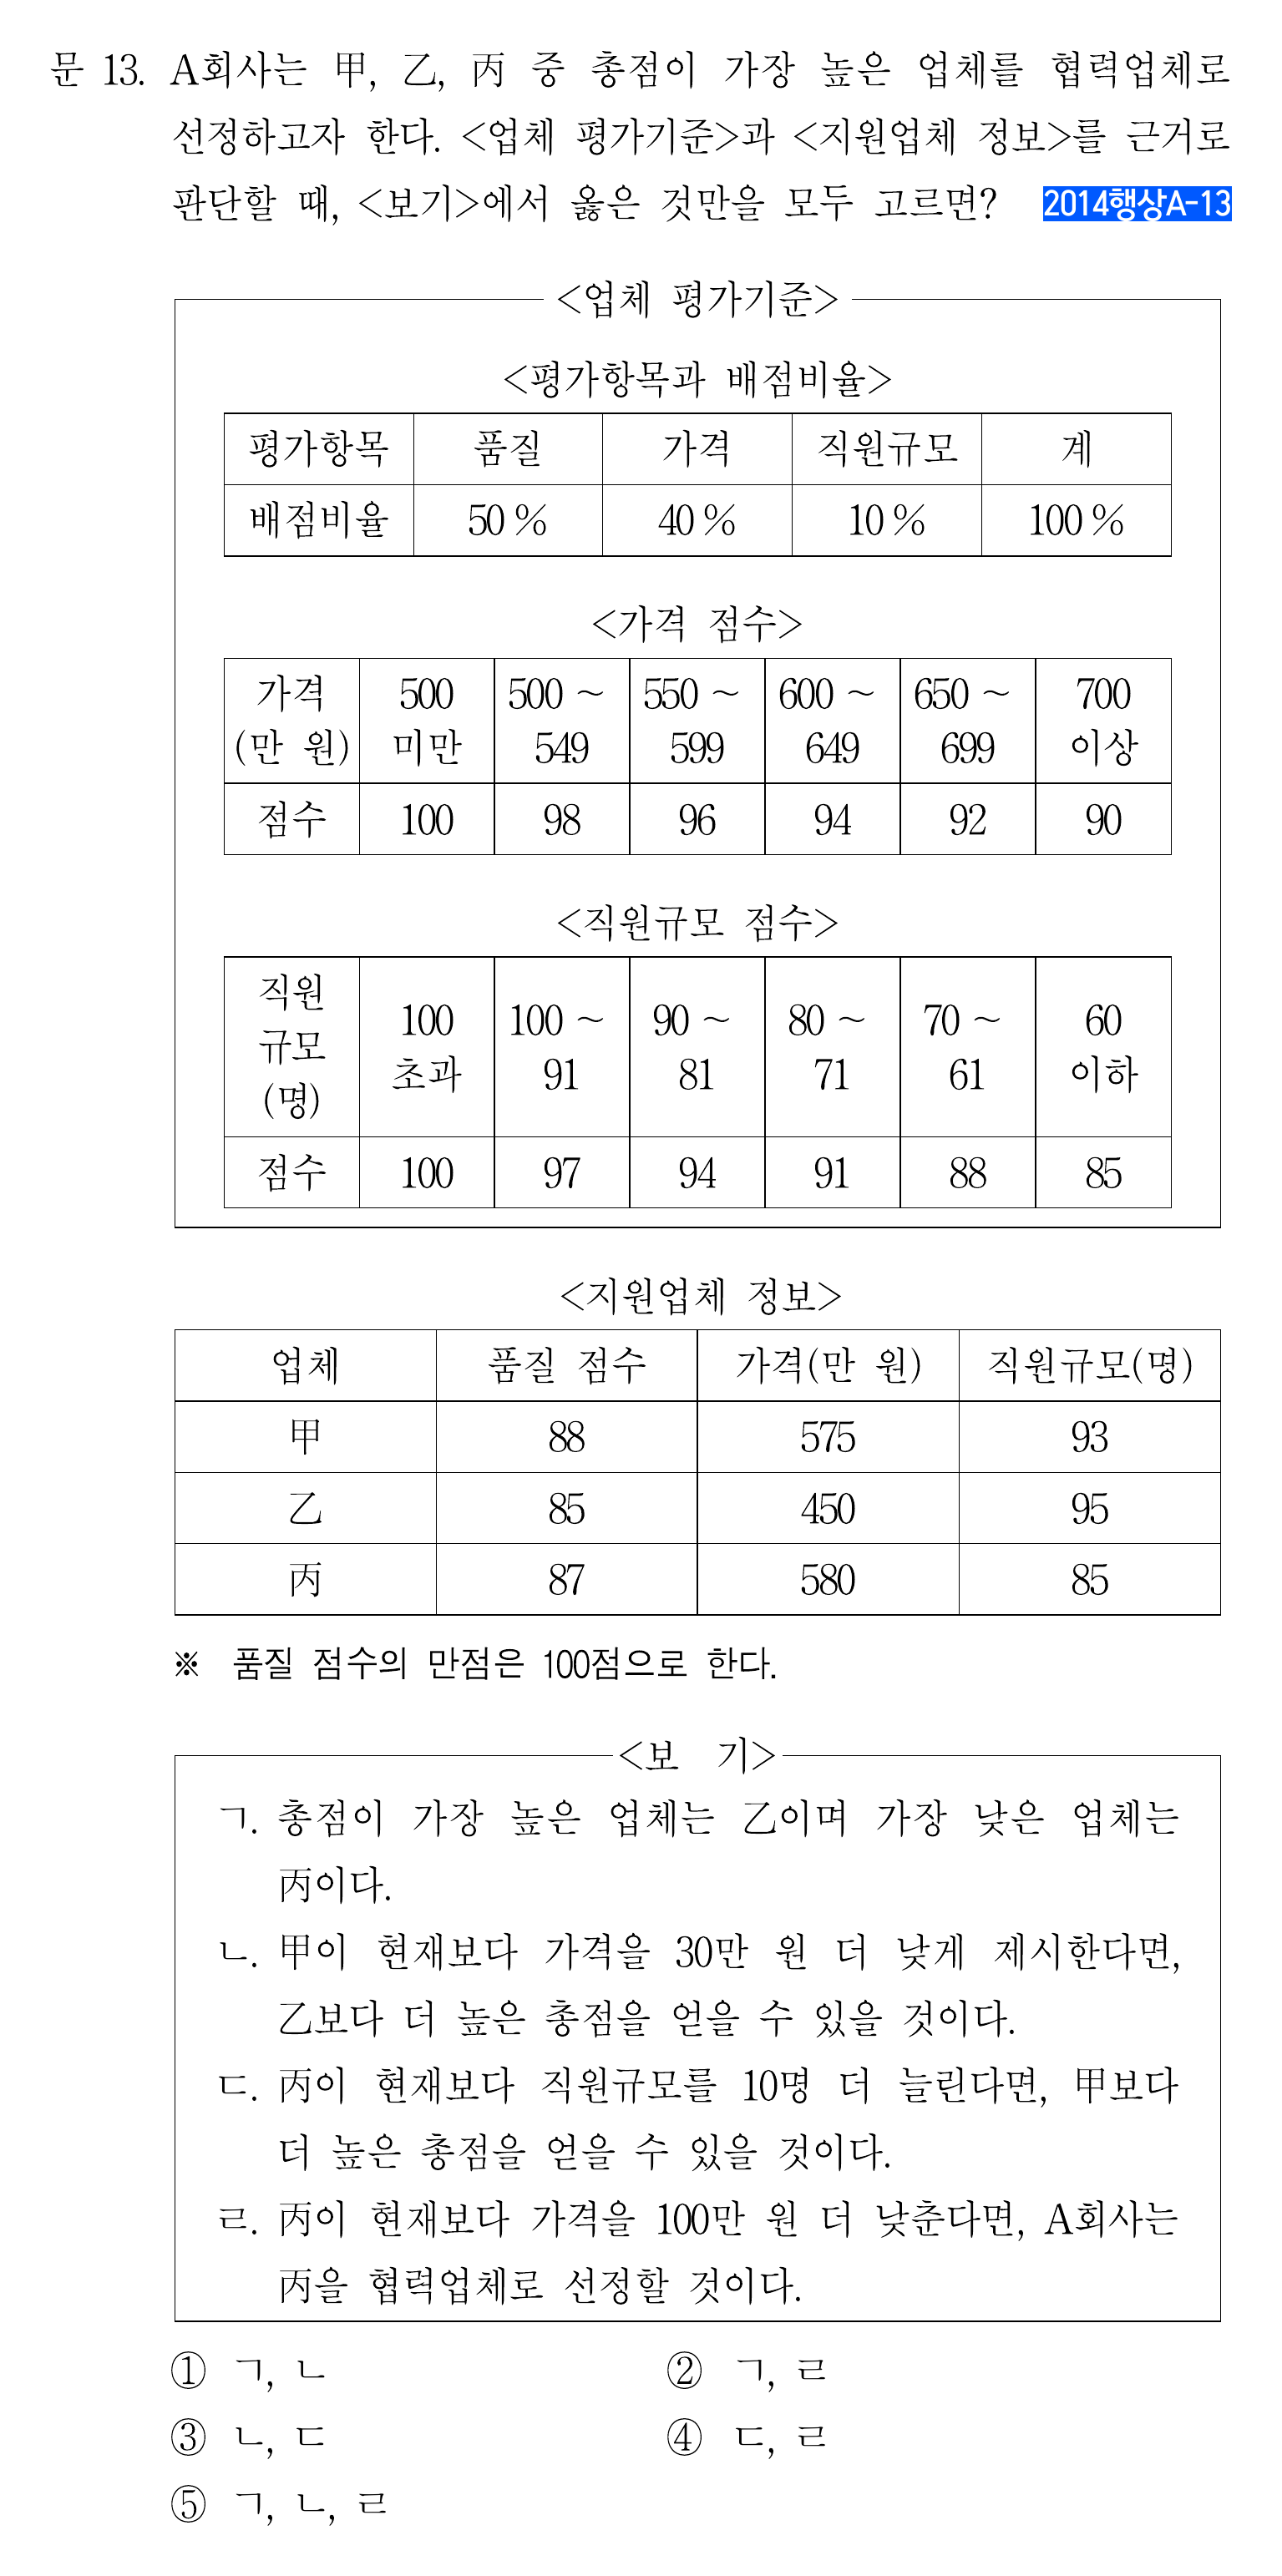 문 13. A회사는 甲, 乙, 丙 중 총점이 가장 높은 업체를 협력업체로
선정하고자 한다. <업체 평가기준>과 <지원업체 정보>를 근거로
판단할 때, <보기>에서 옳은 것만을 모두 고르면? 2014행상A-13
<업체 평가기준>
<평가항목과 배점비율>
평가항목 품질 가격 직원규모 계
배점비율 50% 40% 10% 100%
<가격 점수>
가격 500 500~ 550~ 600~ 650~ 700
(만 원) 미만 549 599 649 699 이상
점수 100 98 96 94 92 90
<직원규모 점수>
직원
규모
(명)
100 100~ 90~ 80~ 70~ 60
초과 91 81 71 61 이하
점수 100 97 94 91 88 85
<지원업체 정보>
업체 품질 점수 가격(만 원) 직원규모(명)
甲 88 575 93
乙 85 450 95
丙 87 580 85
※ 품질 점수의 만점은 100점으로 한다.
<보 기>
ㄱ. 총점이 가장 높은 업체는 乙이며 가장 낮은 업체는
丙이다.
ㄴ. 甲이 현재보다 가격을 30만 원 더 낮게 제시한다면,
乙보다 더 높은 총점을 얻을 수 있을 것이다.
ㄷ. 丙이 현재보다 직원규모를 10명 더 늘린다면, 甲보다
더 높은 총점을 얻을 수 있을 것이다.
ㄹ. 丙이 현재보다 가격을 100만 원 더 낮춘다면, A회사는
丙을 협력업체로 선정할 것이다.
① ㄱ, ㄴ ② ㄱ, ㄹ
③ ㄴ, ㄷ ④ ㄷ, ㄹ
⑤ ㄱ, ㄴ, ㄹ